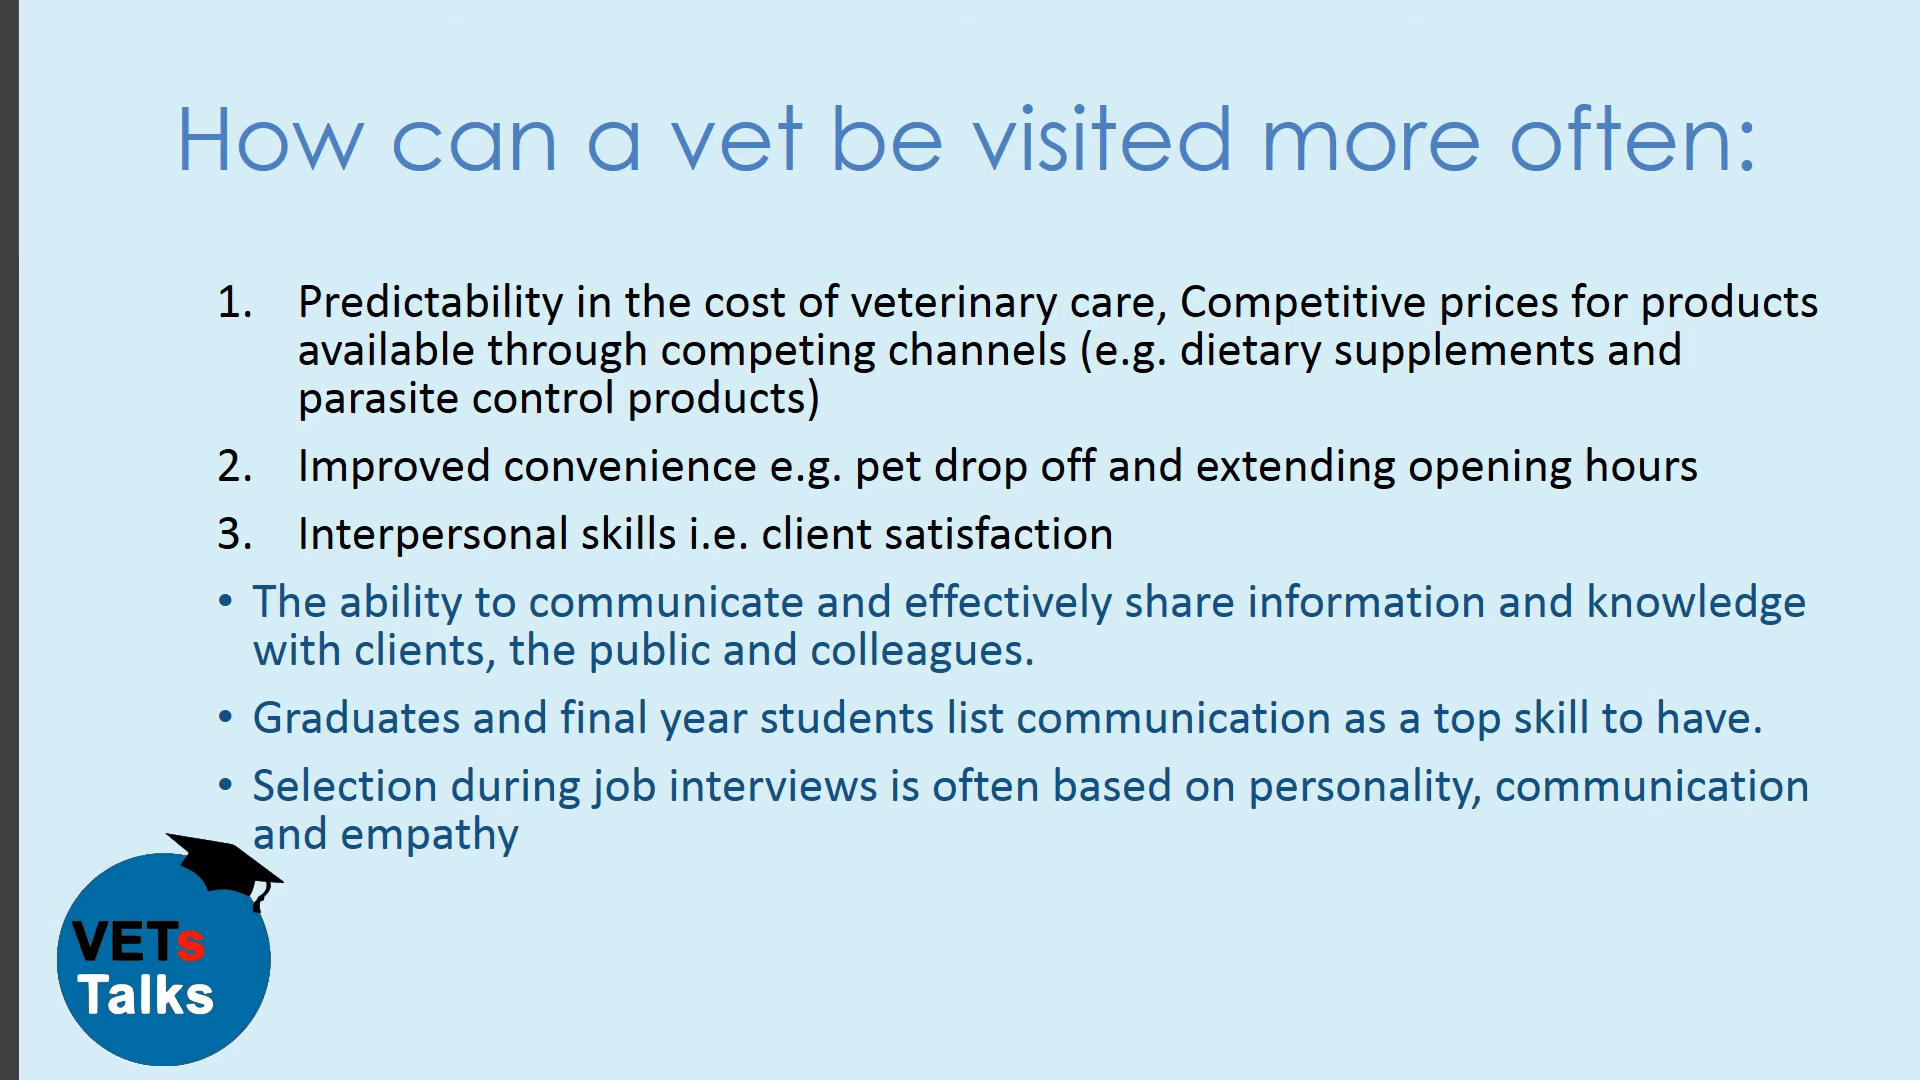 How can a vet be visited more often:
1. Predictability in the cost of veterinary care, Competitive prices for products
available through competing channels (e.g. dietary supplements and
parasite control products)
2. Improved convenience e.g. pet drop off and extending opening hours
3. Interpersonal skills i.e. client satisfaction
• The ability to communicate and effectively share information and knowledge
with clients, the public and colleagues.
• Graduates and final year students list communication as a top skill to have.
• Selection during job interviews is often based on personality, communication
and empathy
VETs
Talks